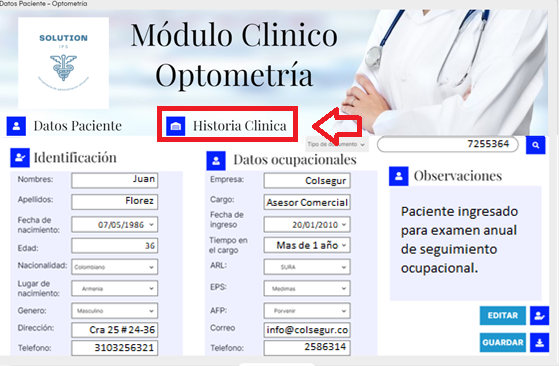 Datos Paciente - Optometría
SOLUTION
IPS
Módulo Clinico
Optometría
Datos Paciente
Historia Clinica
Tipo de documento
7255364
Identificación
Nombres: Juan
Apellidos: Florez
Fecha de nacimiento: 07/05/1986
Edad: 36
Nacionalidad: Colombiano
Lugar de nacimiento: Armenia
Genero: Masculino
Dirección: Cra 25 # 24-36
Telefono: 3103256321
Datos ocupacionales
Empresa: Colsegur
Cargo: Asesor Comercial
Fecha de ingreso 20/01/2010
Tiempo en el cargo Mas de 1 año
ARL: SURA
EPS: Medimas
AFP: Porvenir
Correo info@colsegur.co
Telefono: 2586314
Observaciones
Paciente ingresado
para examen anual
de seguimiento
ocupacional.
EDITAR
GUARDAR